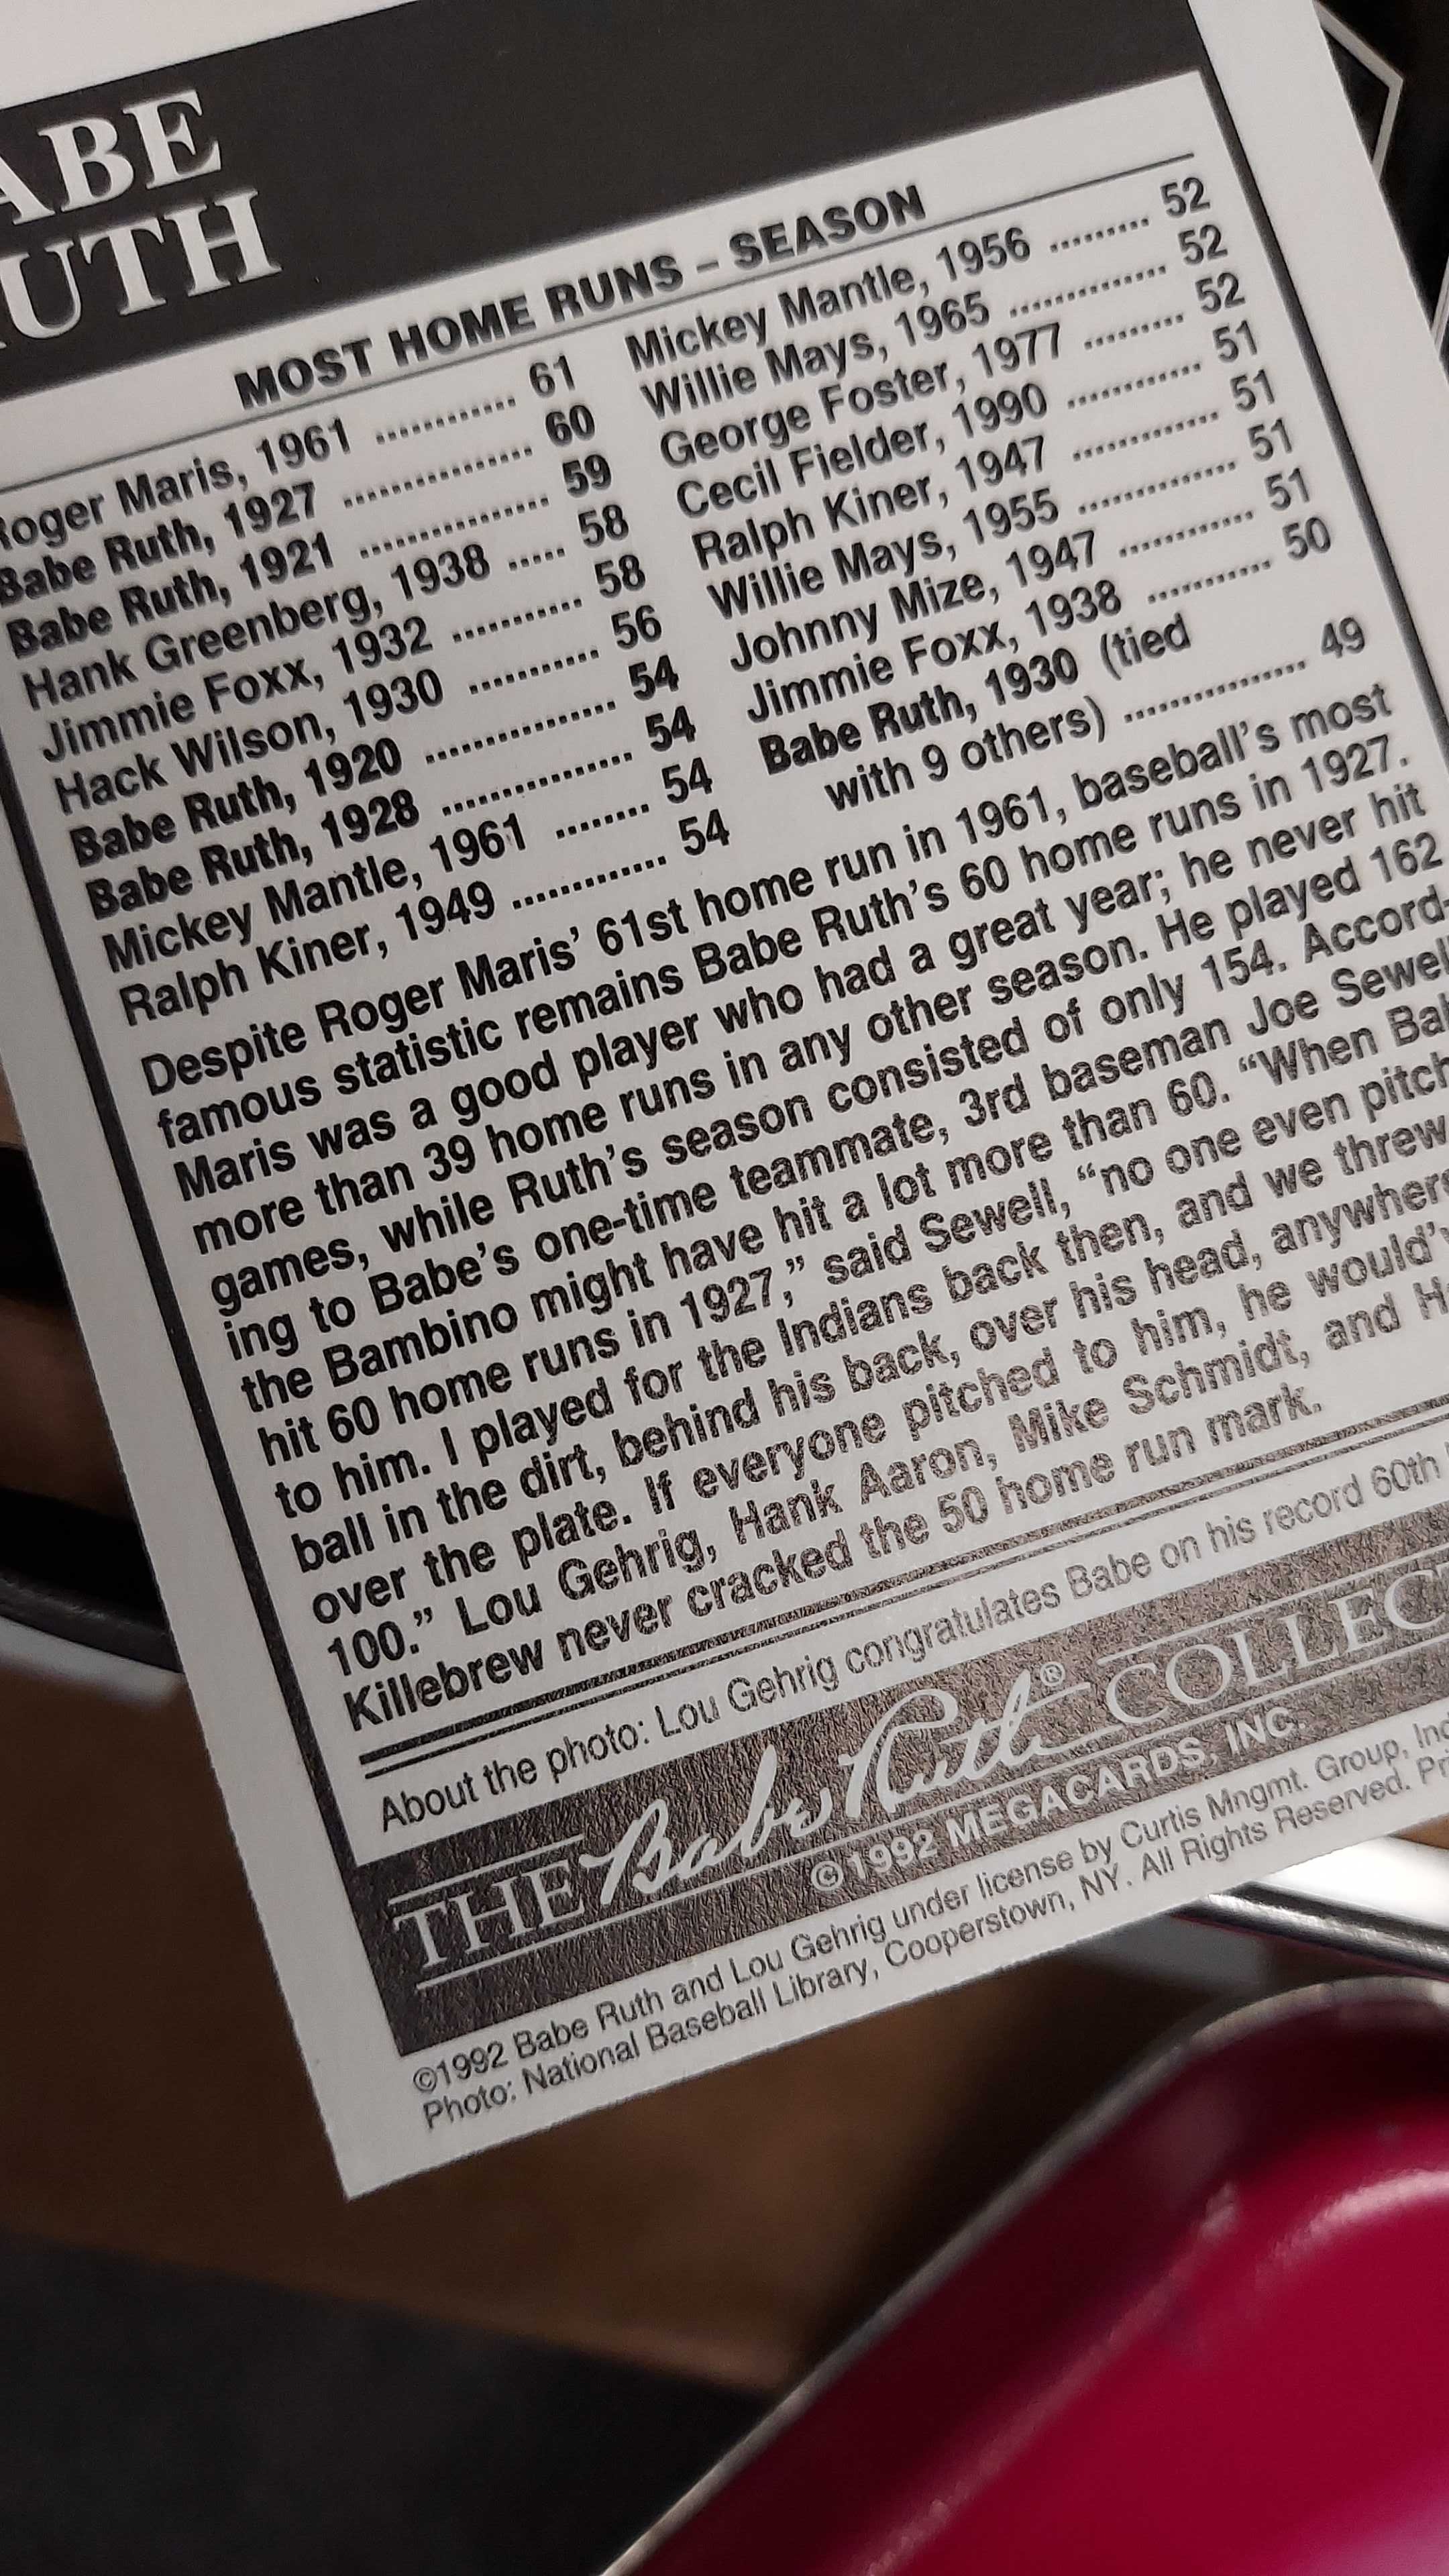 ABE
UTH
MOST HOME RUNS – SEASON
Roger Maris, 1961 ............ 61
Babe Ruth, 1927 ................ 60
Babe Ruth, 1921 ................ 59
Hank Greenberg, 1938 ..... 58
Jimmie Foxx, 1932 ........... 58
Hack Wilson, 1930 ........... 56
Babe Ruth, 1920 ................ 54
Babe Ruth, 1928 ................ 54
Mickey Mantle, 1961 ........ 54
Ralph Kiner, 1949 ............. 54
Mickey Mantle, 1956 ......... 52
Willie Mays, 1965 .............. 52
George Foster, 1977 ......... 52
Cecil Fielder, 1990 ............ 51
Ralph Kiner, 1947 ............. 51
Willie Mays, 1955 .............. 51
Johnny Mize, 1947 ............ 51
Jimmie Foxx, 1938 ........... 50
Babe Ruth, 1930 (tied
with 9 others) ................ 49
Despite Roger Maris’ 61st home run in 1961, baseball’s most
famous statistic remains Babe Ruth’s 60 home runs in 1927.
Maris was a good player who had a great year; he never hit
more than 39 home runs in any other season. He played 162
games, while Ruth’s season consisted of only 154. Accord-
ing to Babe’s one-time teammate, 3rd baseman Joe Sewel
the Bambino might have hit a lot more than 60. “When Ba
hit 60 home runs in 1927,” said Sewell, “no one even pitch
to him. I played for the Indians back then, and we threw
ball in the dirt, behind his back, over his head, anywhere
over the plate. If everyone pitched to him, he would’v
100.” Lou Gehrig, Hank Aaron, Mike Schmidt, and H
Killebrew never cracked the 50 home run mark.
About the photo: Lou Gehrig congratulates Babe on his record 60th
THE Babe Ruth® COLLEC
©1992 MEGACARDS, INC.
©1992 Babe Ruth and Lou Gehrig under license by Curtis Mngmt. Group, Ind
Photo: National Baseball Library, Cooperstown, NY. All Rights Reserved. Pr